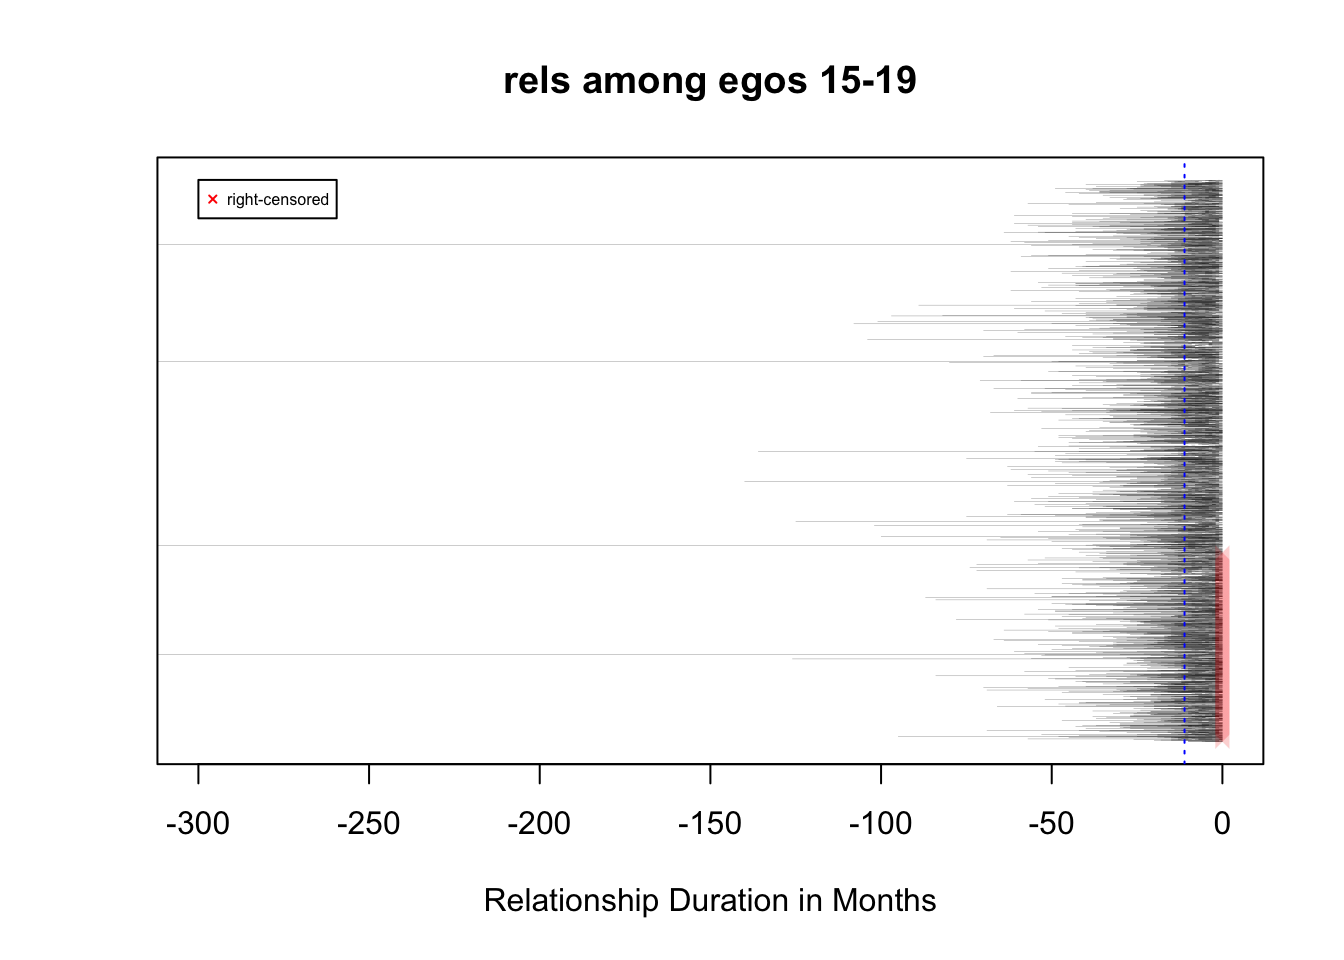 rels among egos 15-19
right-censored
-300 -250 -200 -150 -100 -50 0
Relationship Duration in Months